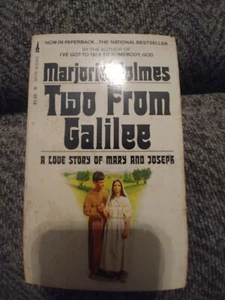 NOW IN PAPERBACK...THE NATIONAL BESTSELLER
BY THE AUTHOR OF
I'VE GOT TO TALK TO SOMEBODY, GOD
Marjorie Holmes
Two From
Galilee
A LOVE STORY OF MARY AND JOSEPH